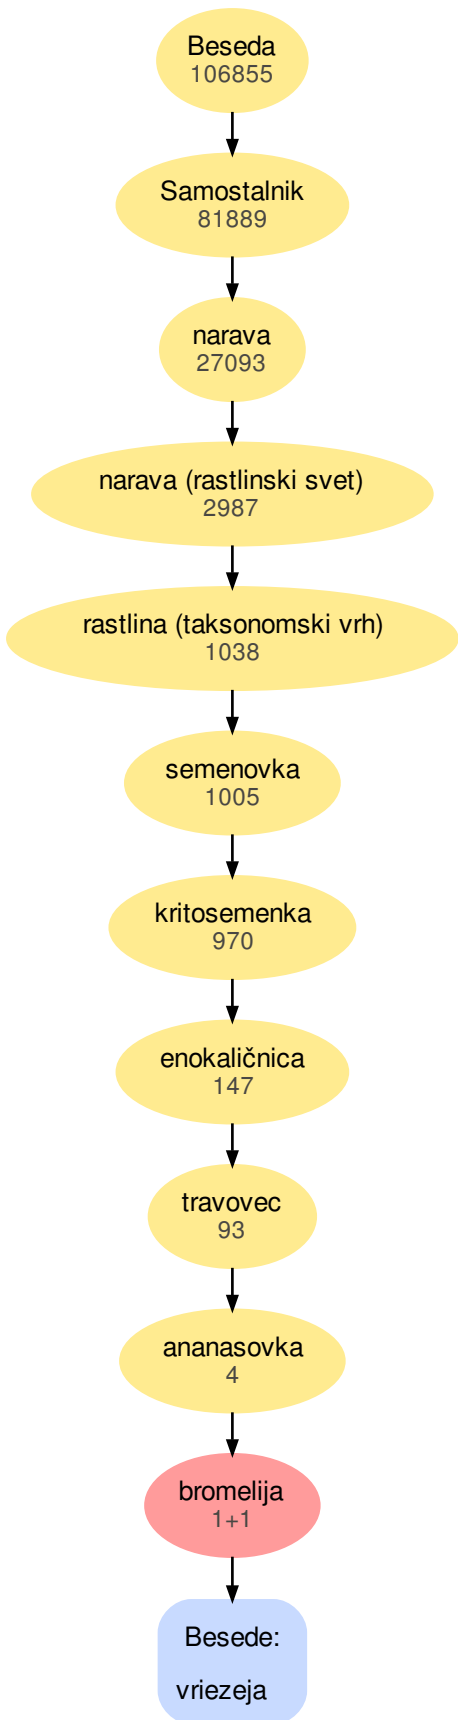 Beseda
106855
Samostalnik
81889
narava
27093
narava (rastlinski svet)
2987
rastlina (taksonomski vrh)
1038
semenovka
1005
kritosemenka
970
enokaličnica
147
travovec
93
ananasovka
4
bromelija
1+1
Besede:
vriezeja